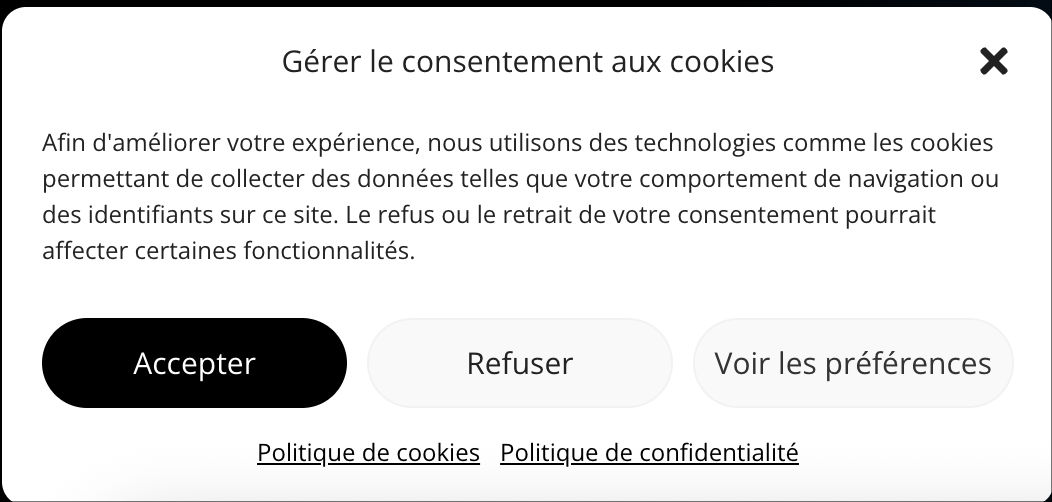 Gérer le consentement aux cookies
Afin d'améliorer votre expérience, nous utilisons des technologies comme les cookies
permettant de collecter des données telles que votre comportement de navigation ou
des identifiants sur ce site. Le refus ou le retrait de votre consentement pourrait
affecter certaines fonctionnalités.
Accepter Refuser Voir les préférences
Politique de cookies Politique de confidentialité